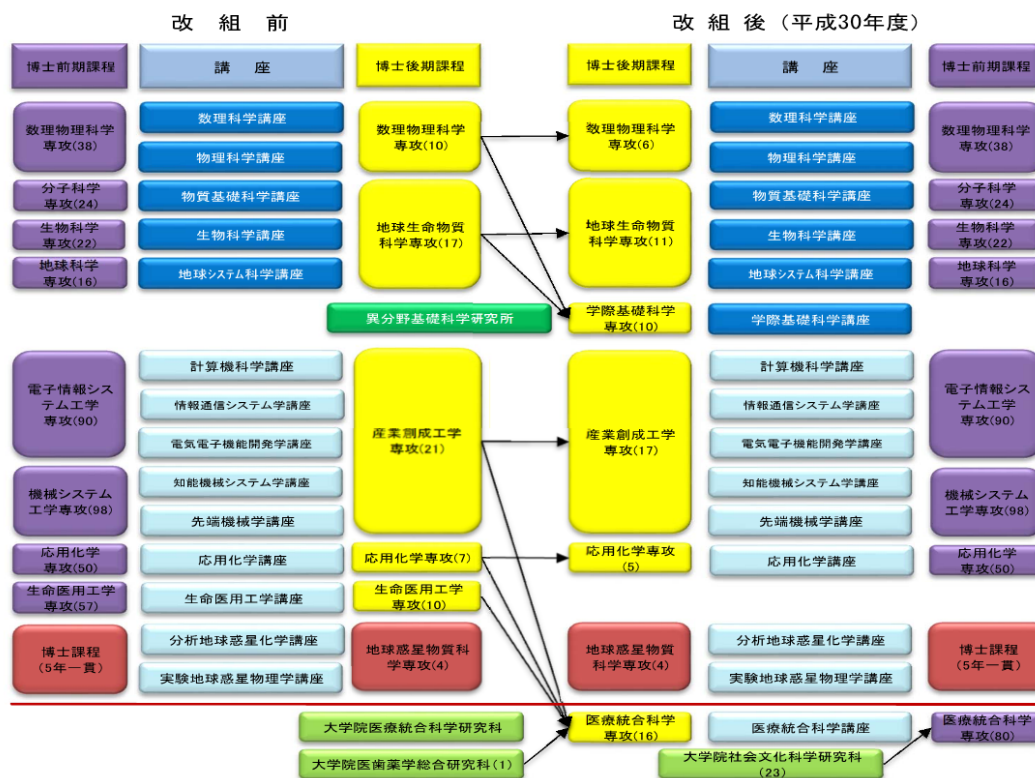 改 組 前
改 組 後 (平成30年度)
博士前期課程
講 座
博士後期課程
博士後期課程
講 座
博士前期課程
数理物理科学
専攻(38)
数理科学講座
物理科学講座
数理物理科学
専攻(10)
数理物理科学
専攻(6)
数理科学講座
物理科学講座
数理物理科学
専攻(38)
分子科学
専攻(24)
物質基礎科学講座
地球生命物質
科学専攻(17)
地球生命物質
科学専攻(11)
物質基礎科学講座
分子科学
専攻(24)
生物科学
専攻(22)
生物科学講座
生物科学講座
生物科学
専攻(22)
地球科学
専攻(16)
地球システム科学講座
地球システム科学講座
地球科学
専攻(16)
異分野基礎科学研究所
学際基礎科学
専攻(10)
学際基礎科学講座
電子情報シス
テム工学
専攻(90)
計算機科学講座
情報通信システム学講座
電気電子機能開発学講座
産業創成工学
専攻(21)
産業創成工学
専攻(17)
計算機科学講座
情報通信システム学講座
電気電子機能開発学講座
電子情報シス
テム工学
専攻(90)
機械システム
工学専攻(98)
知能機械システム学講座
先端機械学講座
知能機械システム学講座
先端機械学講座
機械システム
工学専攻(98)
応用化学
専攻(50)
応用化学講座
応用化学専攻(7)
応用化学専攻
(5)
応用化学講座
応用化学
専攻(50)
生命医用工学
専攻(57)
生命医用工学講座
生命医用工学
専攻(10)
博士課程
(5年一貫)
分析地球惑星化学講座
実験地球惑星物理学講座
地球惑星物質科
学専攻(4)
地球惑星物質
科学専攻(4)
分析地球惑星化学講座
実験地球惑星物理学講座
博士課程
(5年一貫)
大学院医療統合科学研究科
医療統合科学
専攻(16)
医療統合科学講座
医療統合科学
専攻(80)
大学院医歯薬学総合研究科(1)
大学院社会文化科学研究科
(23)